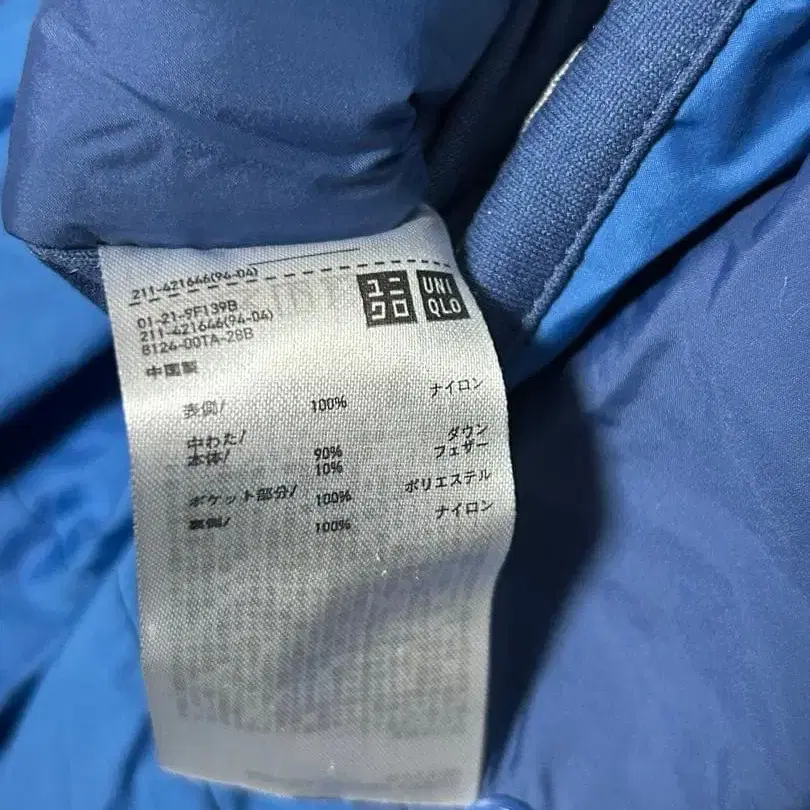 211-421646(94-04)
ユニ
クロ
UNI
QLO
01-21-9F139B
211-421646(94-04)
8124-00TA-28B
中国製
表側/ 100% ナイロン
中わた/
本体/ 90% ダウン
10% フェザー
ポケット部分/ 100% ポリエステル
裏側/ 100% ナイロン